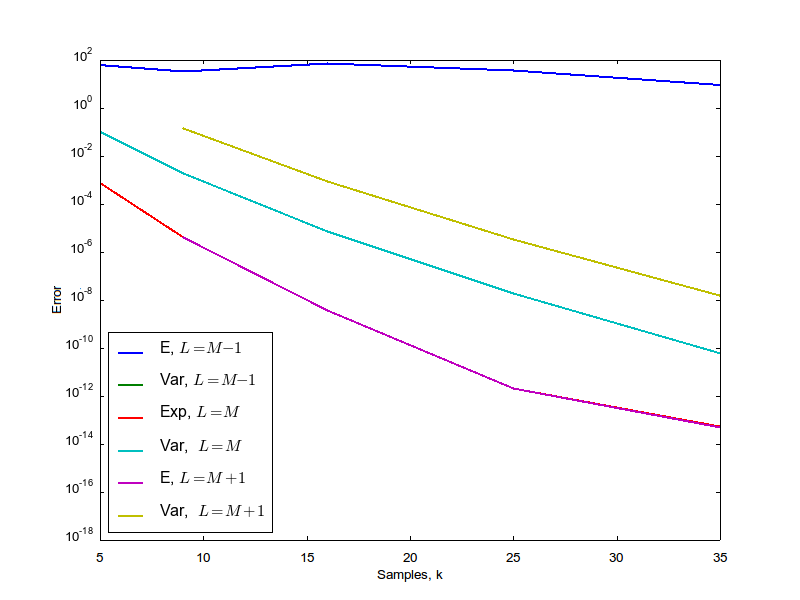 10^2
10^0
10^-2
10^-4
10^-6
10^-8
10^-10
10^-12
10^-14
10^-16
10^-18
Error
E, L=M−1
Var, L=M−1
Exp, L=M
Var, L=M
E, L=M+1
Var, L=M+1
5 10 15 20 25 30 35
Samples, k